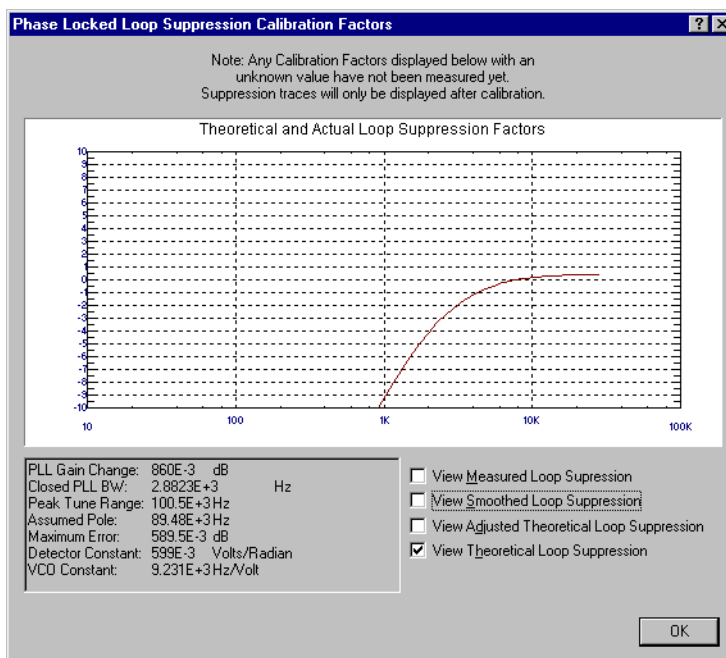 Phase Locked Loop Suppression Calibration Factors
Note: Any Calibration Factors displayed below with an
unknown value have not been measured yet.
Suppression traces will only be displayed after calibration.
Theoretical and Actual Loop Suppression Factors
10
9
8
7
6
5
4
3
2
1
0
-1
-2
-3
-4
-5
-6
-7
-8
-9
-10
10
100
1K
10K
100K
PLL Gain Change: 860E-3 dB
Closed PLL BW: 2.8823E+3 Hz
Peak Tune Range: 100.5E+3 Hz
Assumed Pole: 89.48E+3 Hz
Maximum Error: 589.5E-3 dB
Detector Constant: 599E-3 Volts/Radian
VCO Constant: 9.231E+3 Hz/Volt
View Measured Loop Supression
View Smoothed Loop Suppression
View Adjusted Theoretical Loop Suppression
View Theoretical Loop Suppression
OK